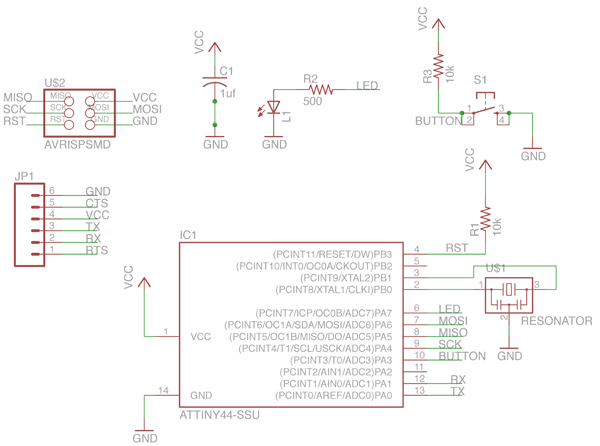 VCC
VCC
R3
10k
S1
1
3
2
4
BUTTON
GND
C1
1uf
GND
R2
500
LED
L1
GND
U$2
MISO MISO VCC VCC
SCK SCK MOSI MOSI
RST RST GND GND
AVRISPSMD
JP1
6 GND
5 CTS
4 VCC
3 TX
2 RX
1 RTS
VCC
R1
10k
IC1
(PCINT11/RESET/DW)PB3 4 RST
(PCINT10/INT0/OC0A/CKOUT)PB2 5
(PCINT9/XTAL2)PB1 3
(PCINT8/XTAL1/CLKI)PB0 2
U$1
1
3
2
RESONATOR
GND
VCC
1 VCC
(PCINT7/ICP/OC0B/ADC7)PA7 6 LED
(PCINT6/OC1A/SDA/MOSI/ADC6)PA6 7 MOSI
(PCINT5/OC1B/MISO/DO/ADC5)PA5 8 MISO
(PCINT4/T1/SCL/USCK/ADC4)PA4 9 SCK
(PCINT3/T0/ADC3)PA3 10 BUTTON
(PCINT2/AIN1/ADC2)PA2 11
(PCINT1/AIN0/ADC1)PA1 12 RX
(PCINT0/AREF/ADC0)PA0 13 TX
14 GND
ATTINY44-SSU
GND